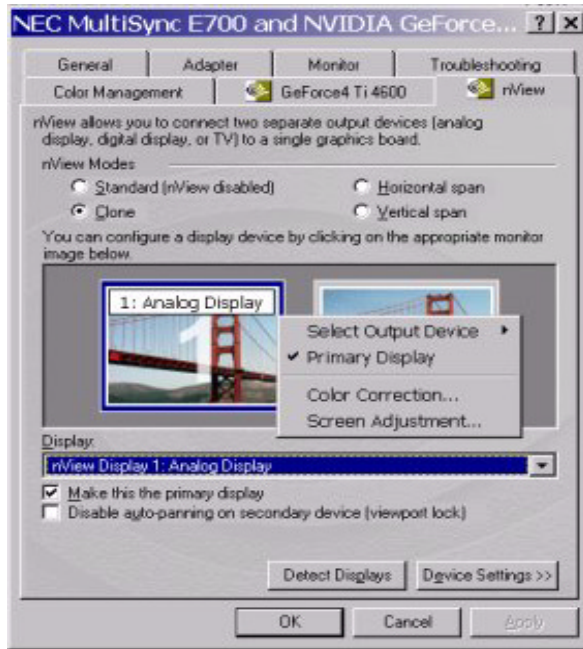 NEC MultiSync E700 and NVIDIA GeForce... ? x
General Adapter Monitor Troubleshooting
Color Management GeForce4 Ti 4600 nView
nView allows you to connect two separate output devices (analog
display, digital display, or TV) to a single graphics board.
nView Modes
Standard (nView disabled) Horizontal span
Clone Vertical span
You can configure a display device by clicking on the appropriate monitor
image below.
1: Analog Display
1
Select Output Device
Primary Display
Color Correction...
Screen Adjustment...
Display:
nView Display 1: Analog Display
Make this the primary display
Disable auto-panning on secondary device (viewport lock)
Detect Displays Device Settings >>
OK Cancel Apply